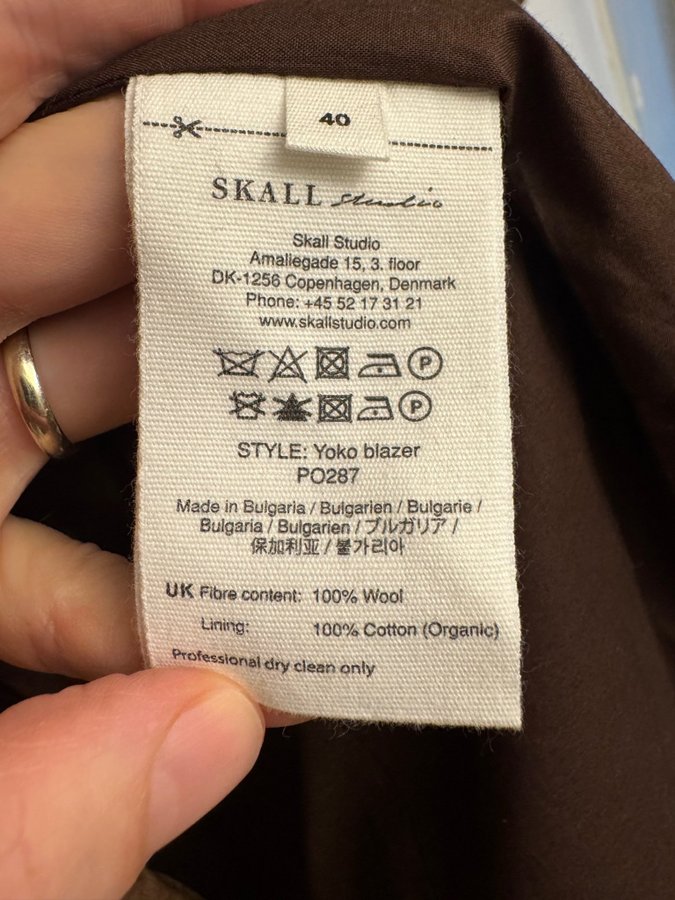 40
SKALL studio
Skall Studio
Amaliegade 15, 3. floor
DK-1256 Copenhagen, Denmark
Phone: +45 52 17 31 21
www.skallstudio.com
P
P
STYLE: Yoko blazer
PO287
Made in Bulgaria / Bulgarien / Bulgarie /
Bulgaria / Bulgarien / ブルガリア /
保加利亚 / 불가리아
UK Fibre content: 100% Wool
Lining: 100% Cotton (Organic)
Professional dry clean only